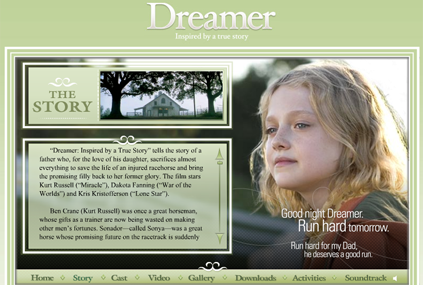 Dreamer
Inspired by a true story
THE
STORY
"Dreamer: Inspired by a True Story" tells the story of a
father who, for the love of his daughter, sacrifices almost
everything to save the life of an injured racehorse and bring
the promising filly back to her former glory. The film stars
Kurt Russell ("Miracle"), Dakota Fanning ("War of the
Worlds") and Kris Kristofferson ("Lone Star").
Ben Crane (Kurt Russell) was once a great horseman,
whose gifts as a trainer are now being wasted on making
other men's fortunes. Soñador—called Sonya—was a great
horse whose promising future on the racetrack is suddenly
Good night Dreamer.
Run hard tomorrow.
Run hard for my Dad,
he deserves a good run.
Home Story Cast Video Gallery Downloads Activities Soundtrack